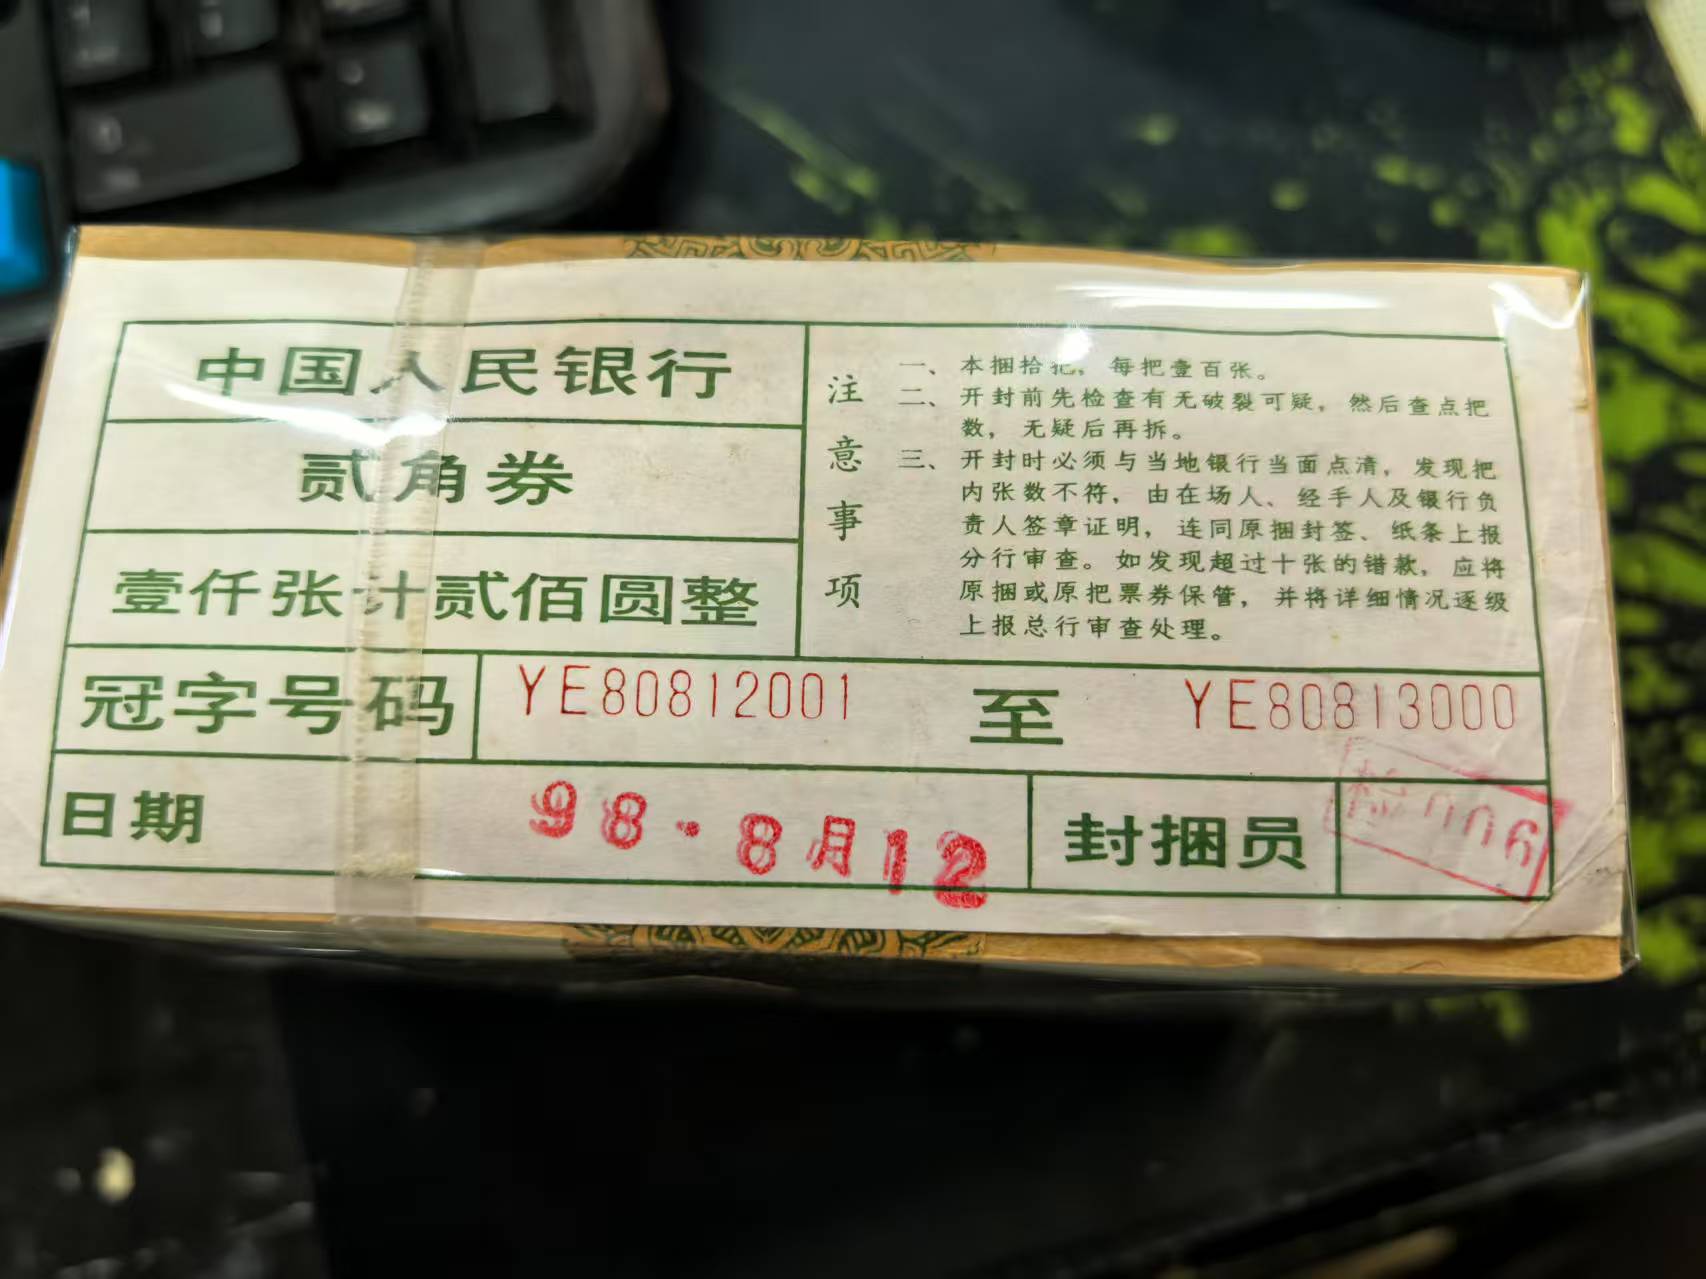 中国人民银行
贰角券
壹仟张计贰佰圆整
注意事项
一、本捆拾把，每把壹百张。
二、开封前先检查有无破裂可疑，然后查点把
数，无疑后再拆。
三、开封时必须与当地银行当面点清，发现把
内张数不符，由在场人、经手人及银行负
责人签章证明，连同原捆封签、纸条上报
分行审查。如发现超过十张的错款，应将
原捆或原把票券保管，并将详细情况逐级
上报总行审查处理。
冠字号码 YE80812001 至 YE80813000
日期 98.8月12 封捆员